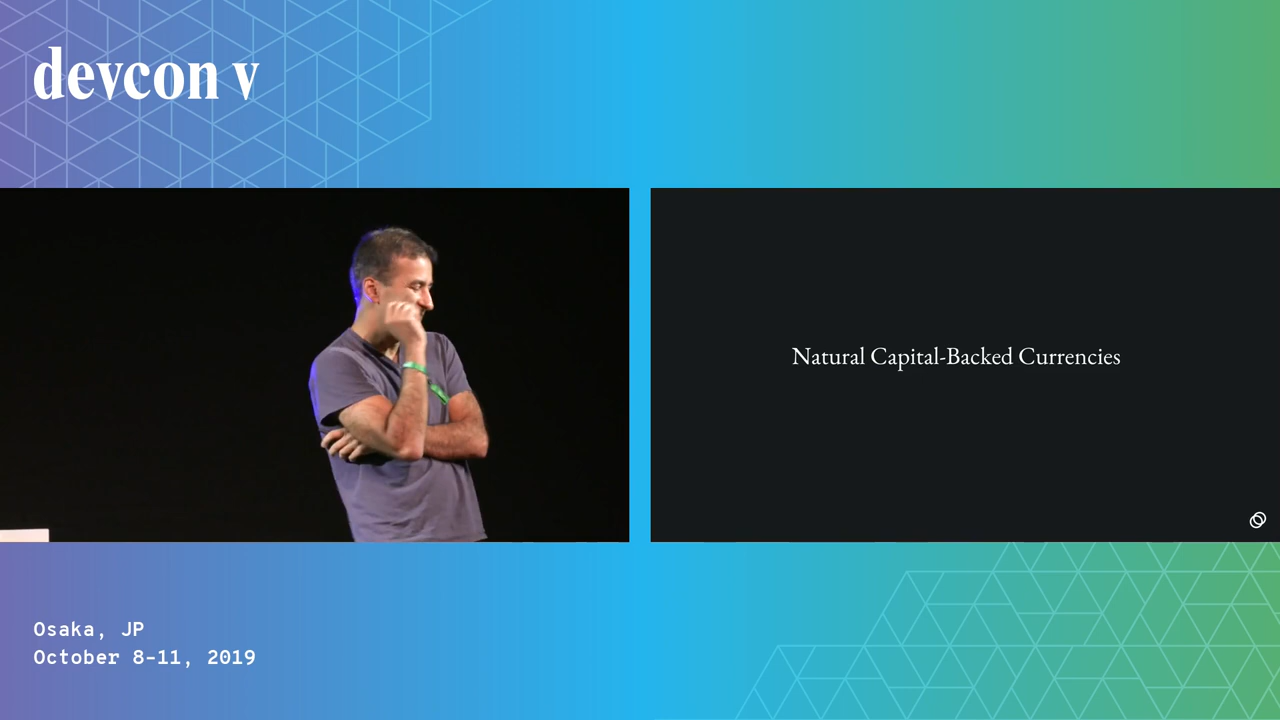 devcon v
Natural Capital-Backed Currencies
Osaka, JP
October 8-11, 2019